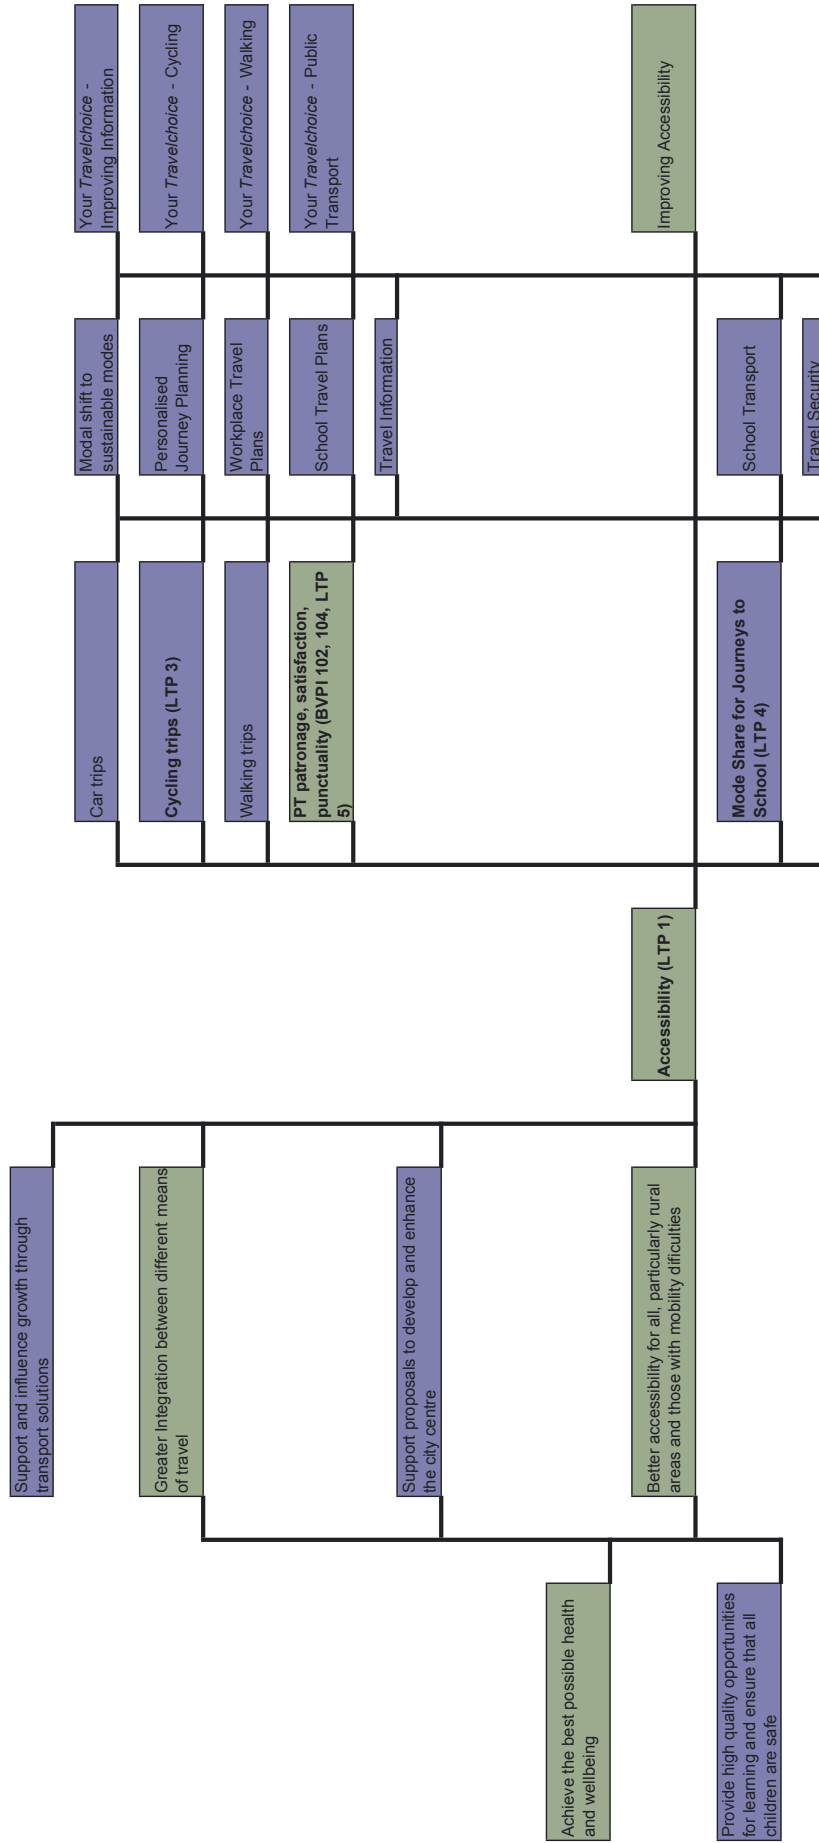 Your Travelchoice -
Improving Information
Your Travelchoice - Cycling
Your Travelchoice - Walking
Your Travelchoice - Public
Transport
Improving Accessibility
Modal shift to
sustainable modes
Personalised
Journey Planning
Workplace Travel
Plans
School Travel Plans
Travel Information
School Transport
Travel Security
Car trips
Cycling trips (LTP 3)
Walking trips
PT patronage, satisfaction,
punctuality (BVPI 102, 104, LTP
5)
Mode Share for Journeys to
School (LTP 4)
Accessibility (LTP 1)
Support and influence growth through
transport solutions
Greater Integration between different means
of travel
Support proposals to develop and enhance
the city centre
Better accessibility for all, particularly rural
areas and those with mobility dificulties
Achieve the best possible health
and wellbeing
Provide high quality opportunities
for learning and ensure that all
children are safe